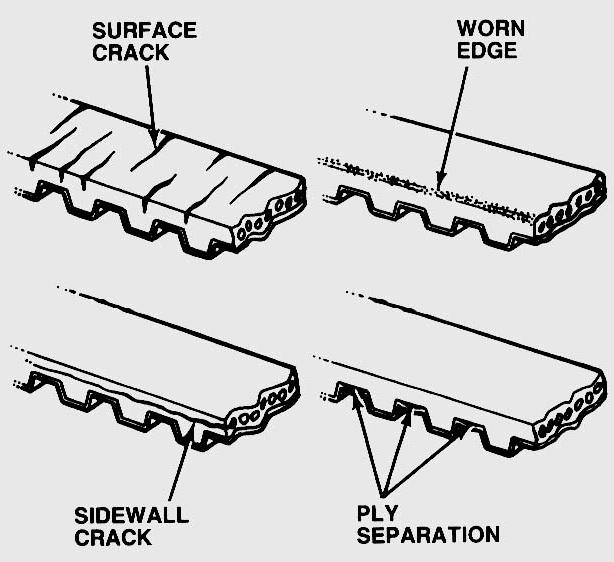 SURFACE
CRACK
WORN
EDGE
SIDEWALL
CRACK
PLY
SEPARATION